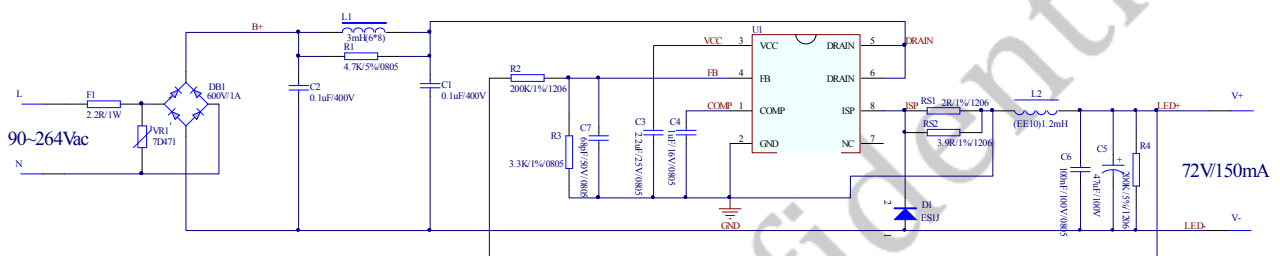 L1
3mH(6*8)
B+
R1
4.7K/5%/0805
U1
VCC
3
VCC
DRAIN
5
DRAIN
R2
200K/1%/1206
FB
4
FB
DRAIN
6
L
F1
2.2R/1W
DB1
600V/1A
C2
0.1uF/400V
C1
0.1uF/400V
COMP
1
COMP
ISP
8
ISP
RS1
2R/1%/1206
L2
(EE10)1.2mH
LED+
V+
90~264Vac
VR1
7D471
R3
3.3K/1%/0805
C7
68pF/50V/0805
C3
2.2uF/25V/0805
C4
1uF/16V/0805
2
GND
NC
7
RS2
3.9R/1%/1206
N
C6
100nF/100V/0805
C5
+
47uF/100V
R4
200K/5%/1206
72V/150mA
GND
2
D1
ES1J
1
LED-
V-
fidenti